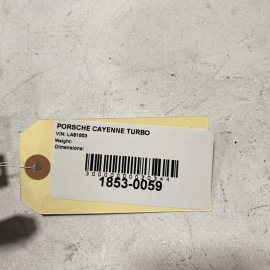 PORSCHE CAYENNE TURBO
VIN: LA81853
Weight:
Dimensions:
1853-0059